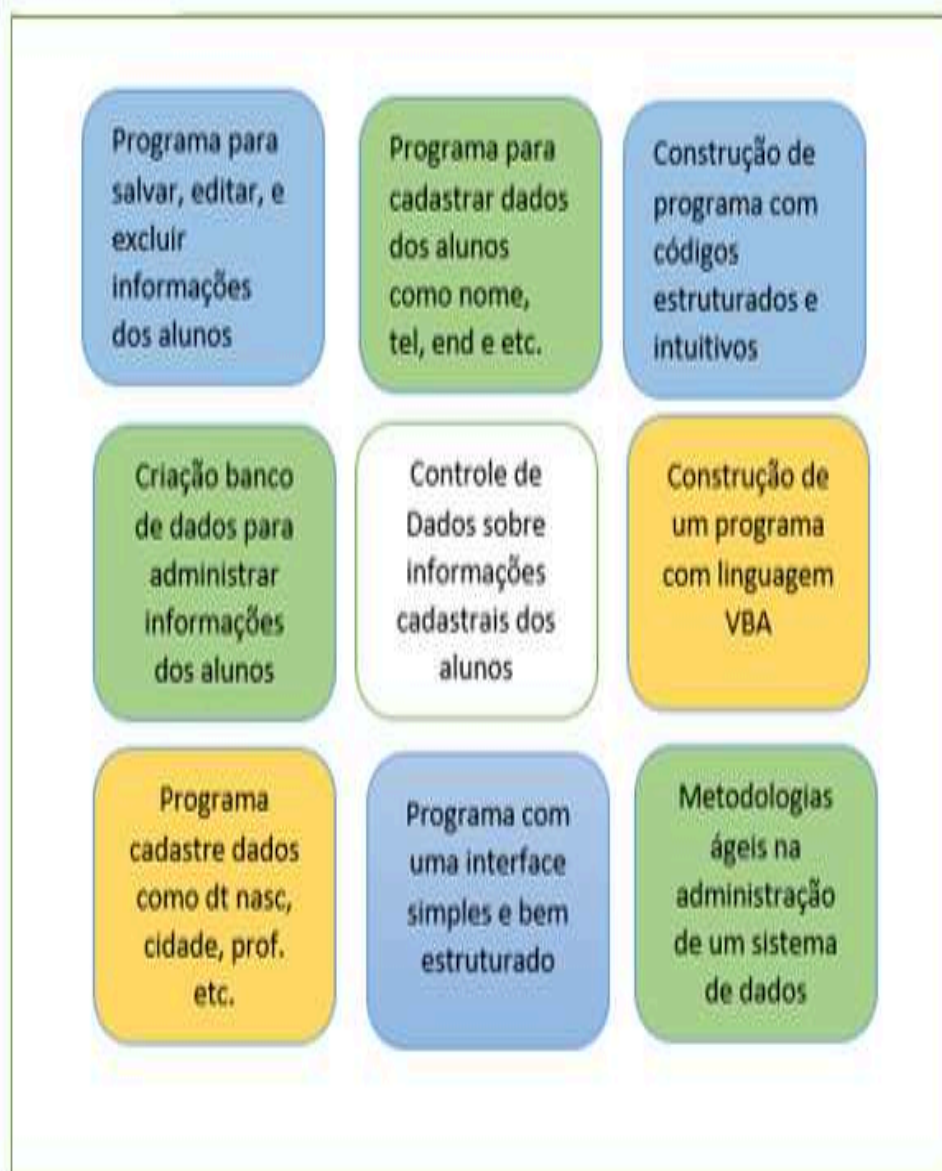 Programa para
salvar, editar, e
excluir
informações
dos alunos
Programa para
cadastrar dados
dos alunos
como nome,
tel, end e etc.
Construção de
programa com
códigos
estruturados e
intuitivos
Criação banco
de dados para
administrar
informações
dos alunos
Controle de
Dados sobre
informações
cadastrais dos
alunos
Construção de
um programa
com linguagem
VBA
Programa
cadastre dados
como dt nasc,
cidade, prof.
etc.
Programa com
uma interface
simples e bem
estruturado
Metodologias
ágeis na
administração
de um sistema
de dados